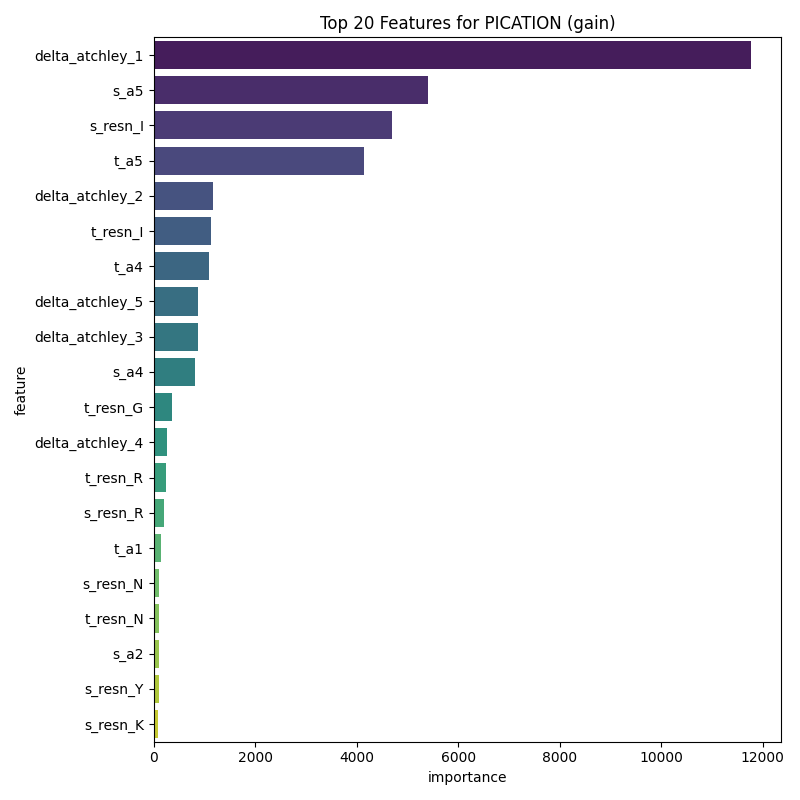 Top 20 Features for PICATION (gain)
delta_atchley_1
s_a5
s_resn_I
t_a5
delta_atchley_2
t_resn_I
t_a4
delta_atchley_5
delta_atchley_3
s_a4
t_resn_G
delta_atchley_4
t_resn_R
s_resn_R
t_a1
s_resn_N
t_resn_N
s_a2
s_resn_Y
s_resn_K
feature
0 2000 4000 6000 8000 10000 12000
importance